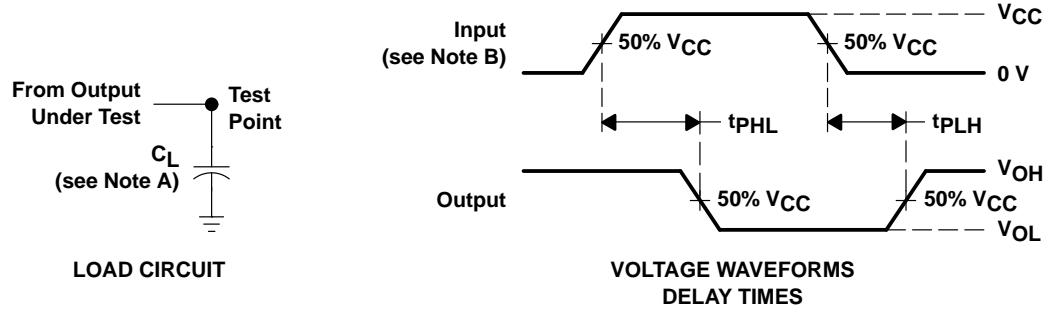 From Output
Under Test
Test
Point
CL
(see Note A)
LOAD CIRCUIT
Input
(see Note B)
50% VCC
50% VCC
VCC
0 V
tPHL
tPLH
Output
50% VCC
50% VCC
VOH
VOL
VOLTAGE WAVEFORMS
DELAY TIMES